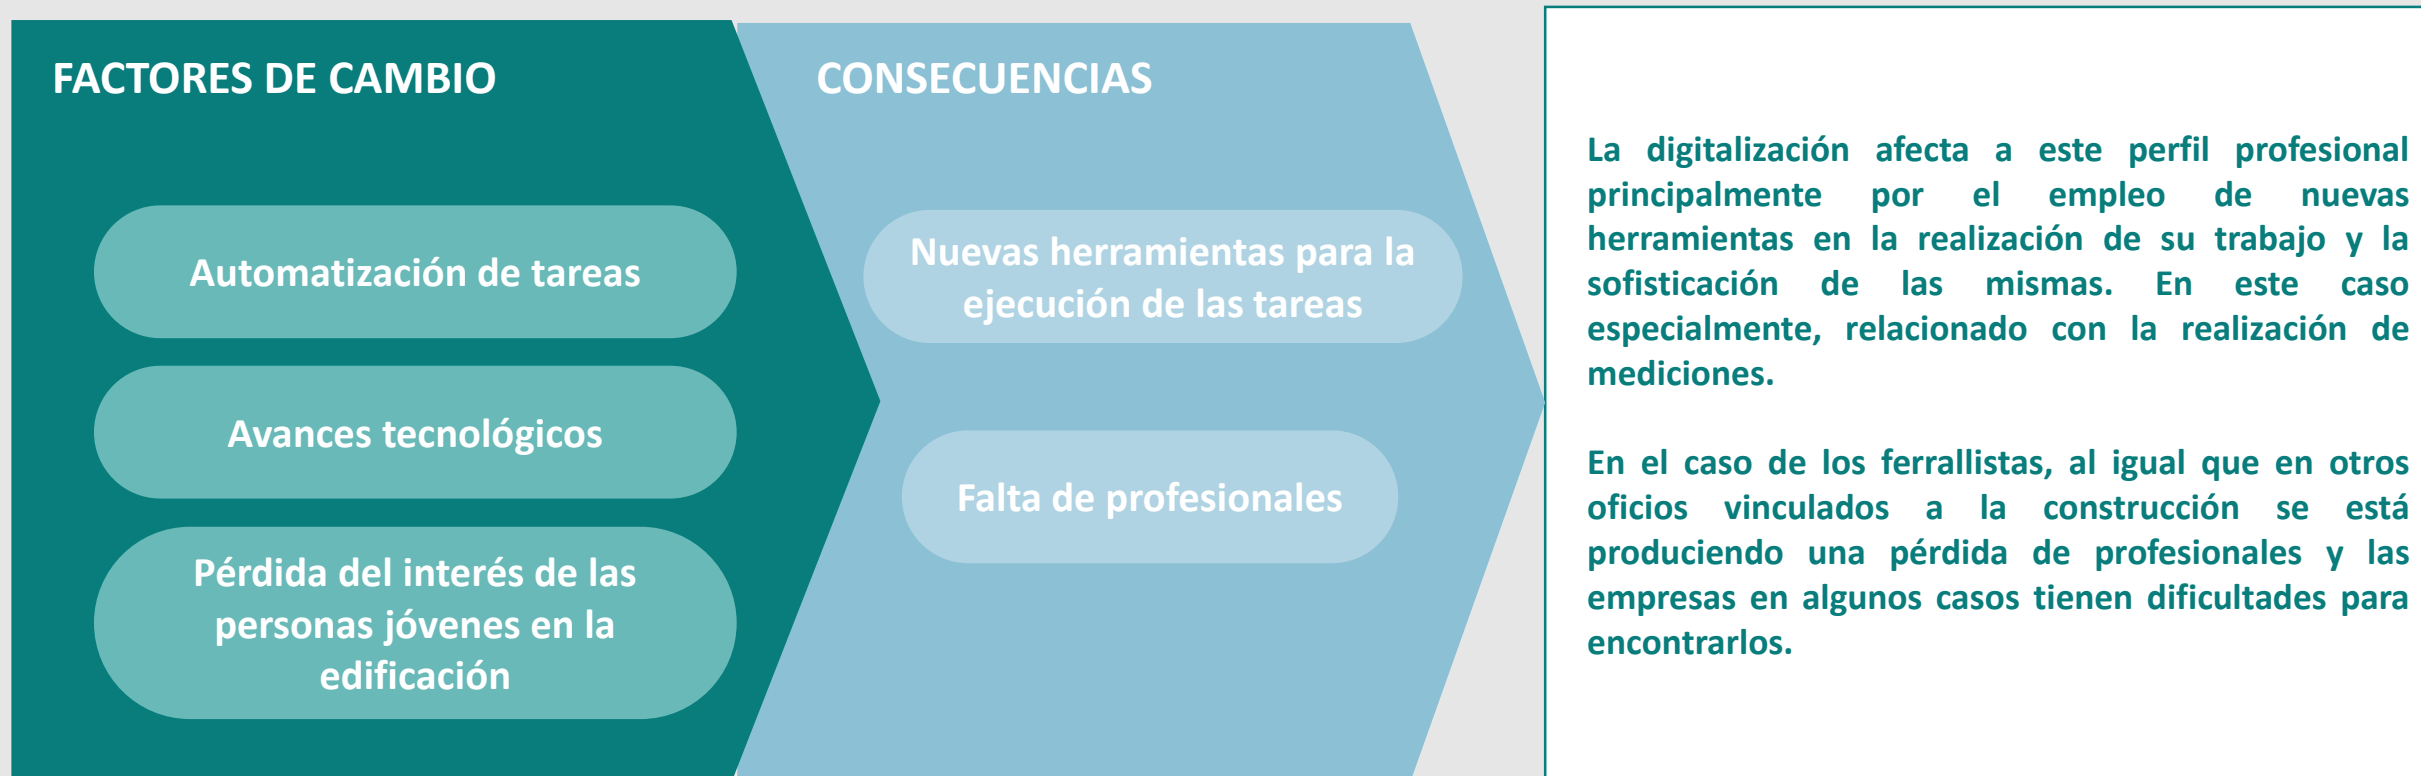 FACTORES DE CAMBIO
Automatización de tareas
Avances tecnológicos
Pérdida del interés de las
personas jóvenes en la
edificación
CONSECUENCIAS
Nuevas herramientas para la
ejecución de las tareas
Falta de profesionales
La digitalización afecta a este perfil profesional
principalmente por el empleo de nuevas
herramientas en la realización de su trabajo y la
sofisticación de las mismas. En este caso
especialmente, relacionado con la realización de
mediciones.
En el caso de los ferrallistas, al igual que en otros
oficios vinculados a la construcción se está
produciendo una pérdida de profesionales y las
empresas en algunos casos tienen dificultades para
encontrarlos.